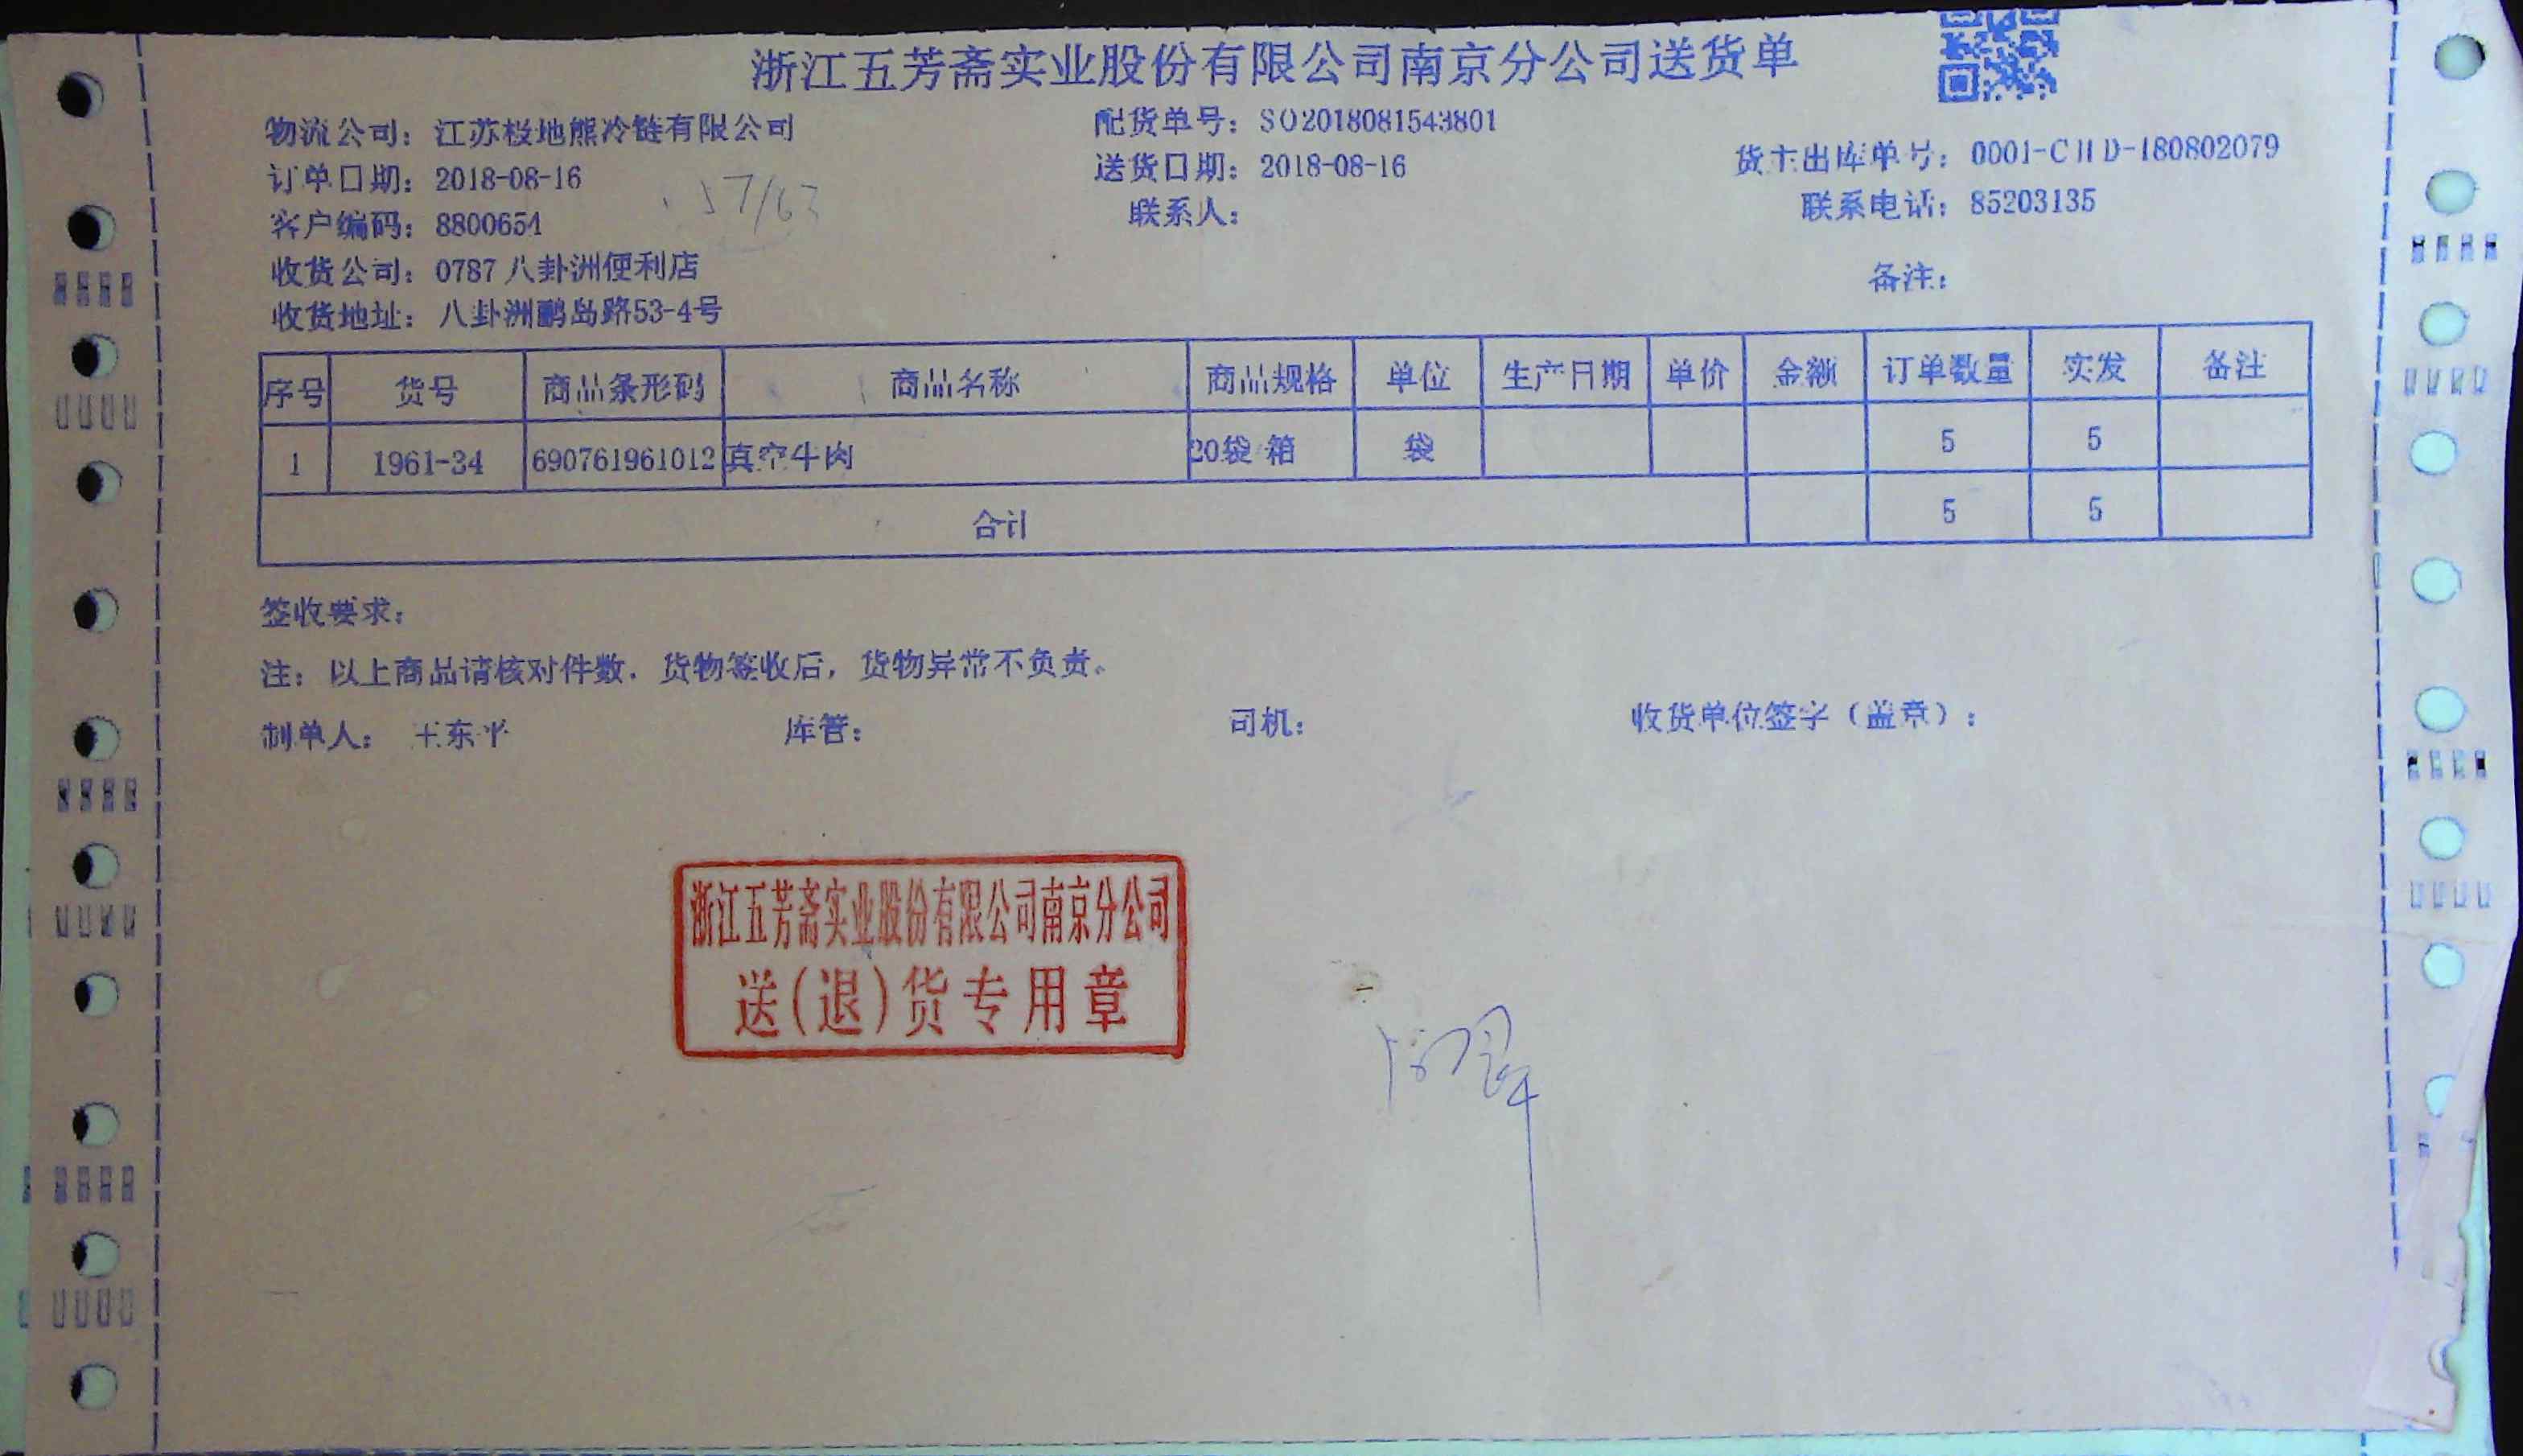 浙江五芳斋实业股份有限公司南京分公司送货单
物流公司：江苏极地熊冷链有限公司 配货单号：SO2018081543801
订单日期：2018-08-16 送货日期：2018-08-16 货主出库单号：0001-CHD-180802079
客户编码：8800654 联系人： 联系电话：85203135
57/63
收货公司：0787 八卦洲便利店 备注：
收货地址：八卦洲鹂岛路53-4号
序号 货号 商品条形码 商品名称 商品规格 单位 生产日期 单价 金额 订单数量 实发 备注
1 1961-34 690761961012 真空牛肉 20袋/箱 袋 5 5
合计 5 5
签收要求：
注：以上商品请核对件数，货物签收后，货物异常不负责。
制单人：王东平 库管： 司机： 收货单位签字（盖章）：
浙江五芳斋实业股份有限公司南京分公司
送(退)货专用章